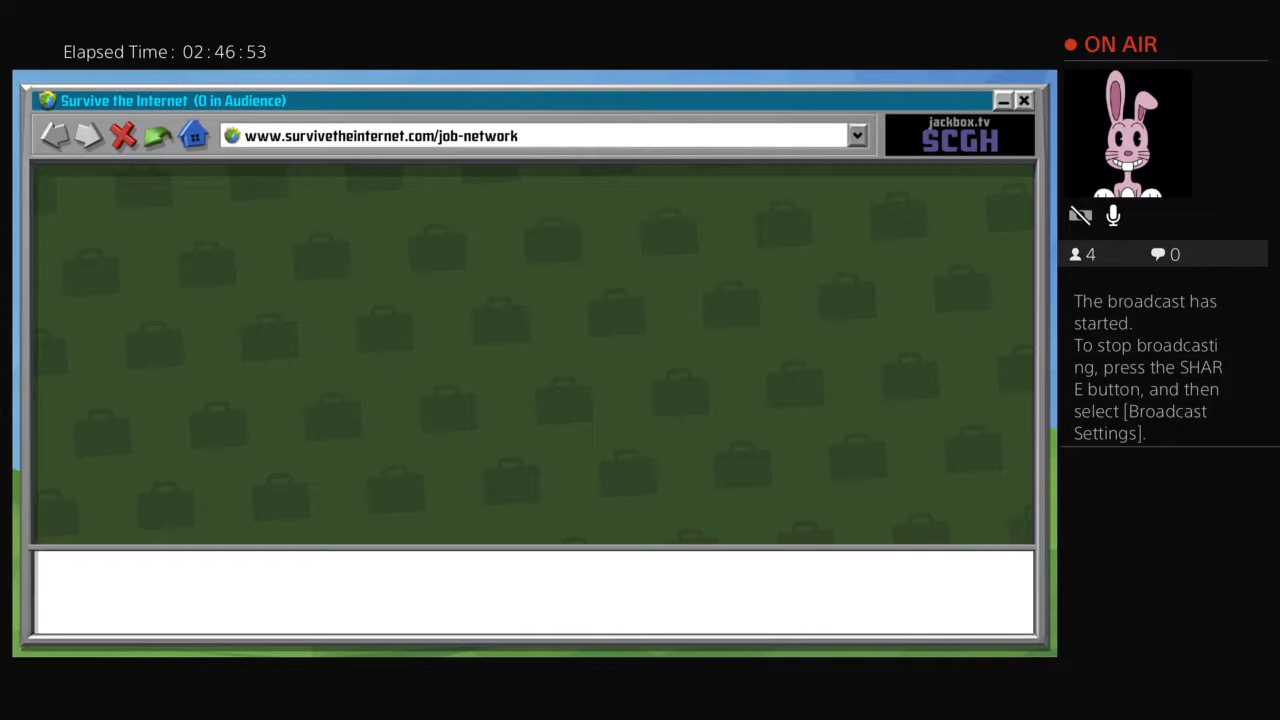 Elapsed Time: 02:46:53
ON AIR
Survive the Internet (0 in Audience)
www.survivetheinternet.com/job-network
jackbox.tv
SCGH
4
0
The broadcast has
started.
To stop broadcasti
ng, press the SHAR
E button, and then
select [Broadcast
Settings].